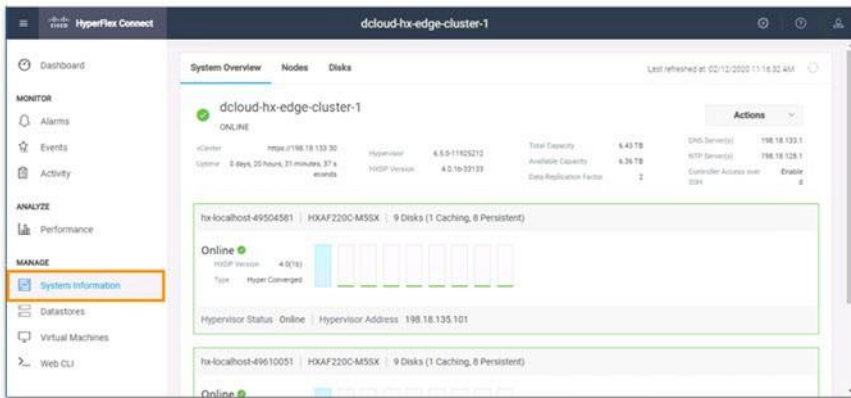 HyperFlex Connect
dcloud-hx-edge-cluster-1
Dashboard
MONITOR
Alarms
Events
Activity
ANALYZE
Performance
MANAGE
System Information
Datastores
Virtual Machines
Web CLI
System Overview Nodes Disks
Last refreshed at: 02/12/2020 11:16:32 AM
dcloud-hx-edge-cluster-1
ONLINE
Actions
vCenter https://198.18.133.30
Uptime 0 days, 20 hours, 31 minutes, 37 s
econds
Hypervisor 6.5.0-11925212
HXDP Version 4.0.1b-33133
Total Capacity 6.43 TB
Available Capacity 6.36 TB
Data Replication Factor 2
DNS Server(s) 198.18.133.1
NTP Server(s) 198.18.128.1
Controller Access over Enable
SSH d
hx-localhost-49504581 | HXAF220C-M5SX | 9 Disks (1 Caching, 8 Persistent)
Online
HXDP Version 4.0(1b)
Type Hyper Converged
Hypervisor Status Online | Hypervisor Address 198.18.135.101
hx-localhost-49610051 | HXAF220C-M5SX | 9 Disks (1 Caching, 8 Persistent)
Online